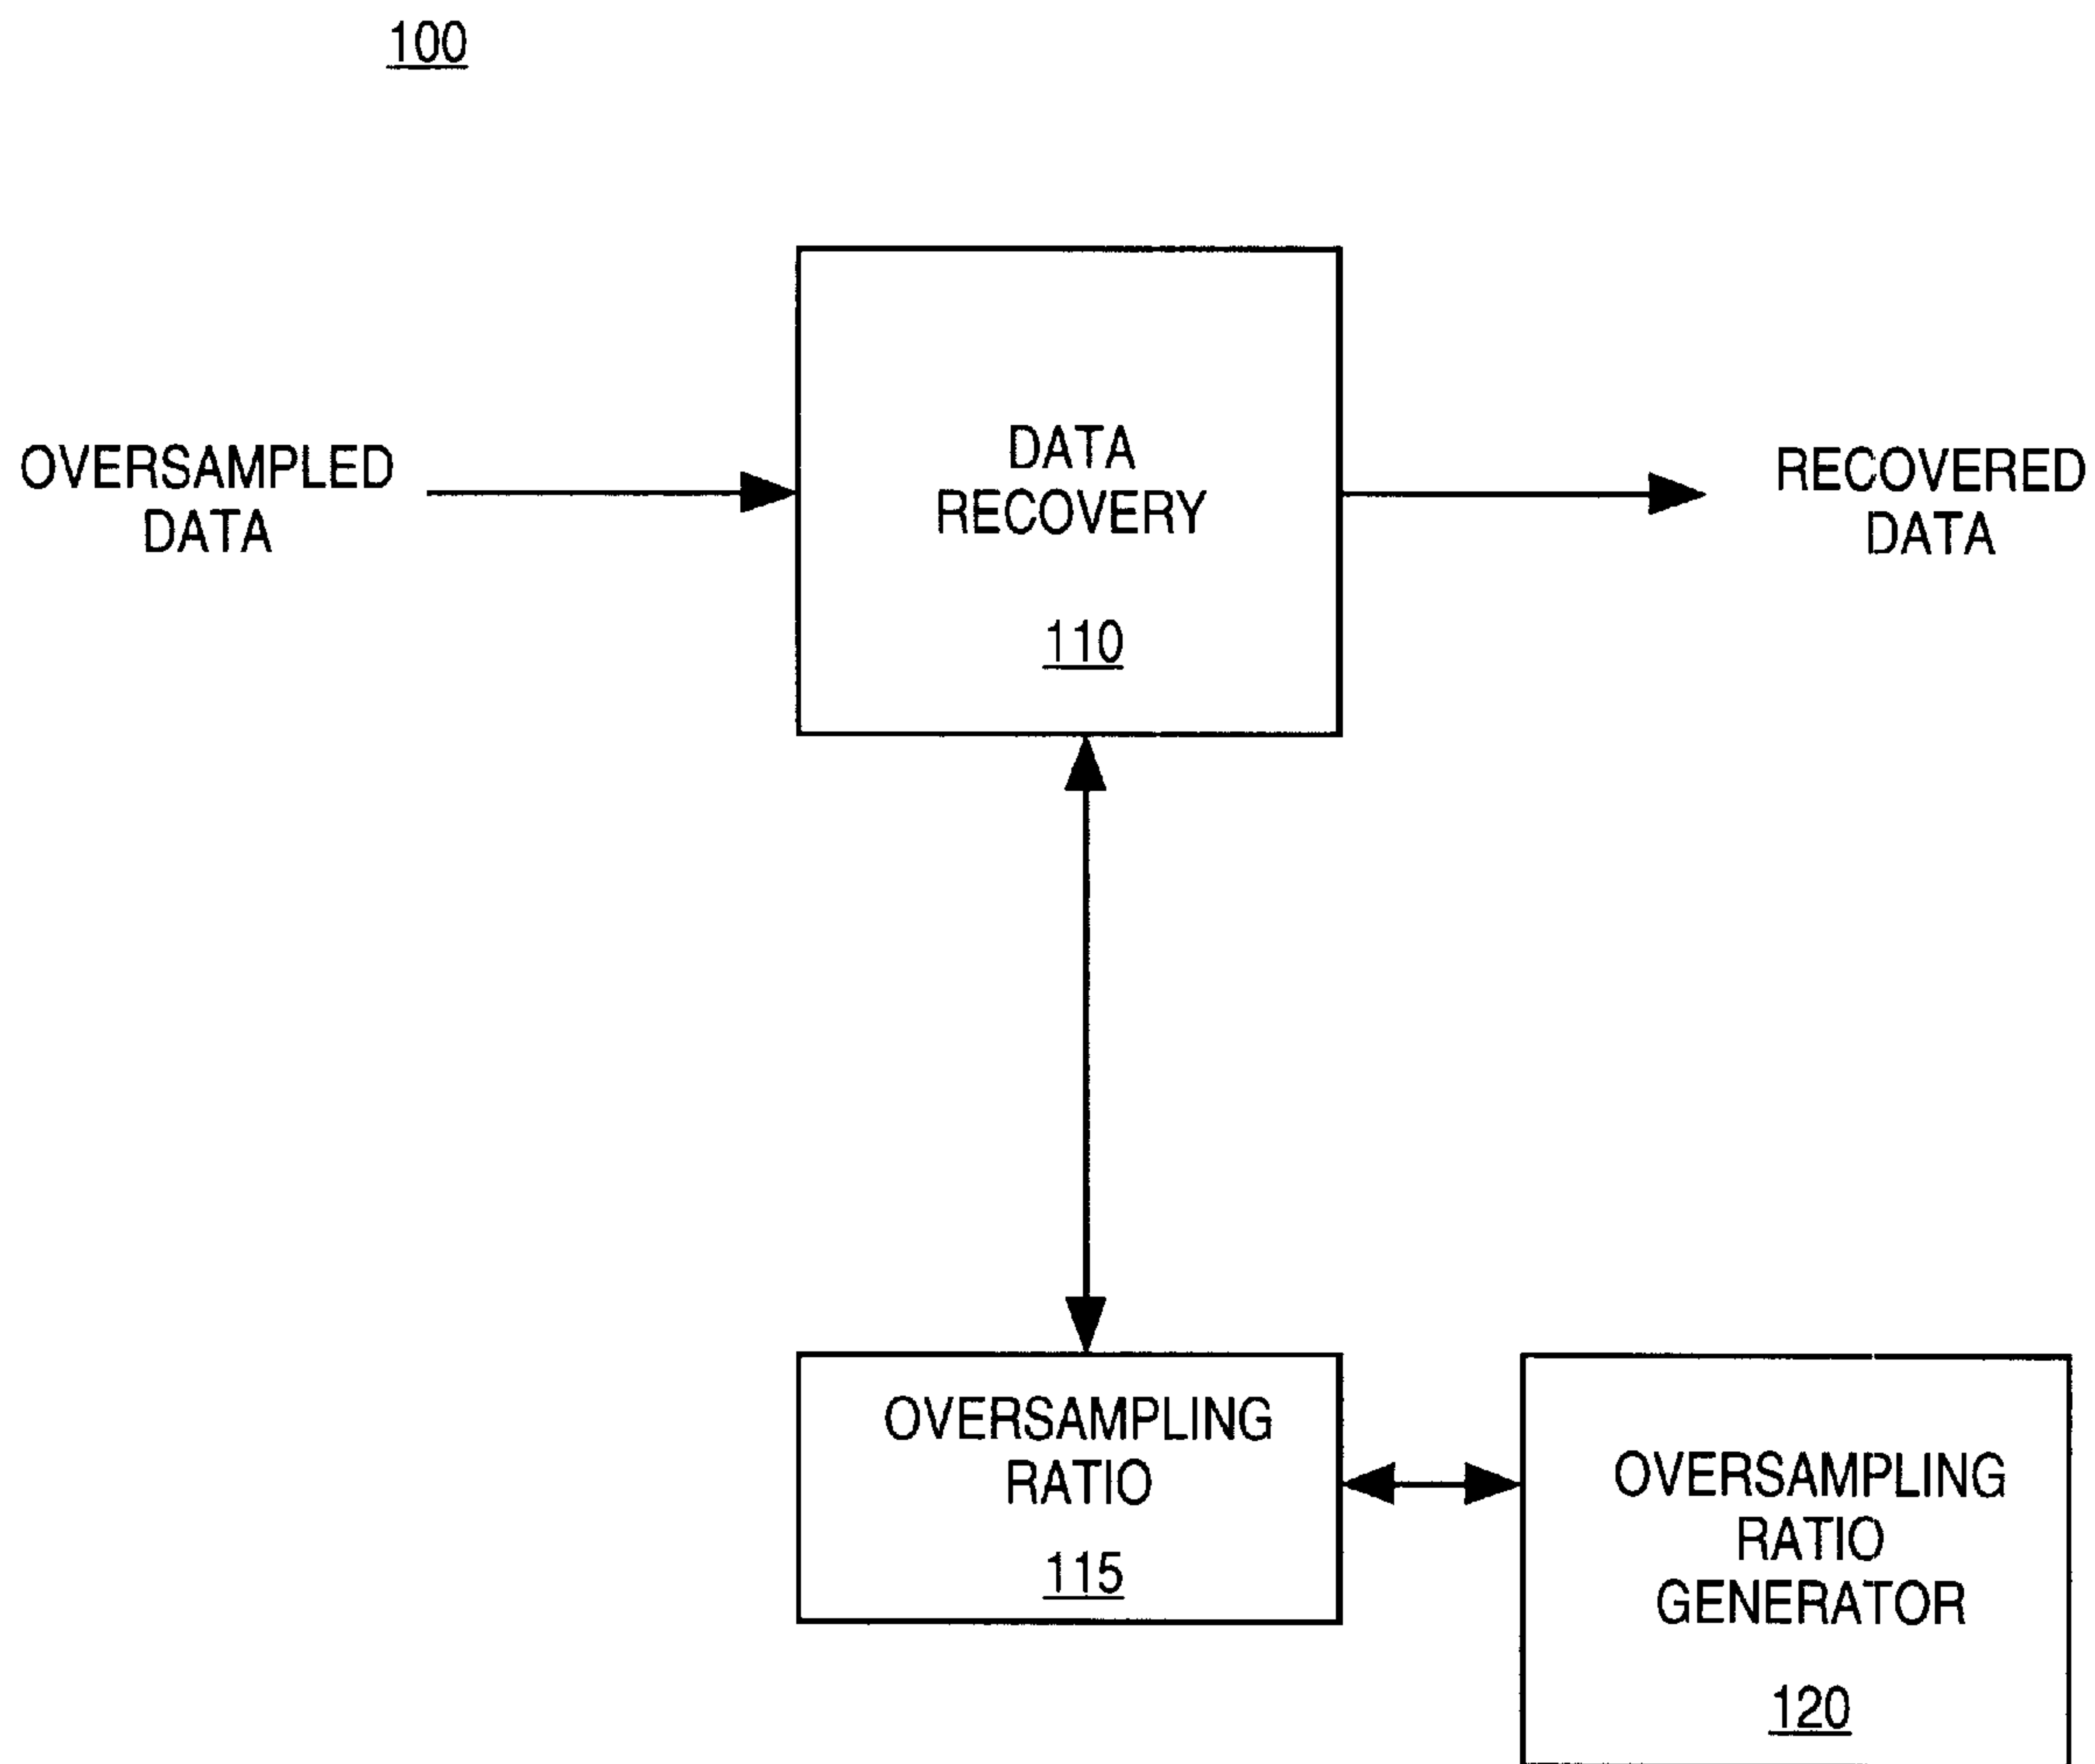 100
OVERSAMPLED
DATA
DATA
RECOVERY
110
RECOVERED
DATA
OVERSAMPLING
RATIO
115
OVERSAMPLING
RATIO
GENERATOR
120